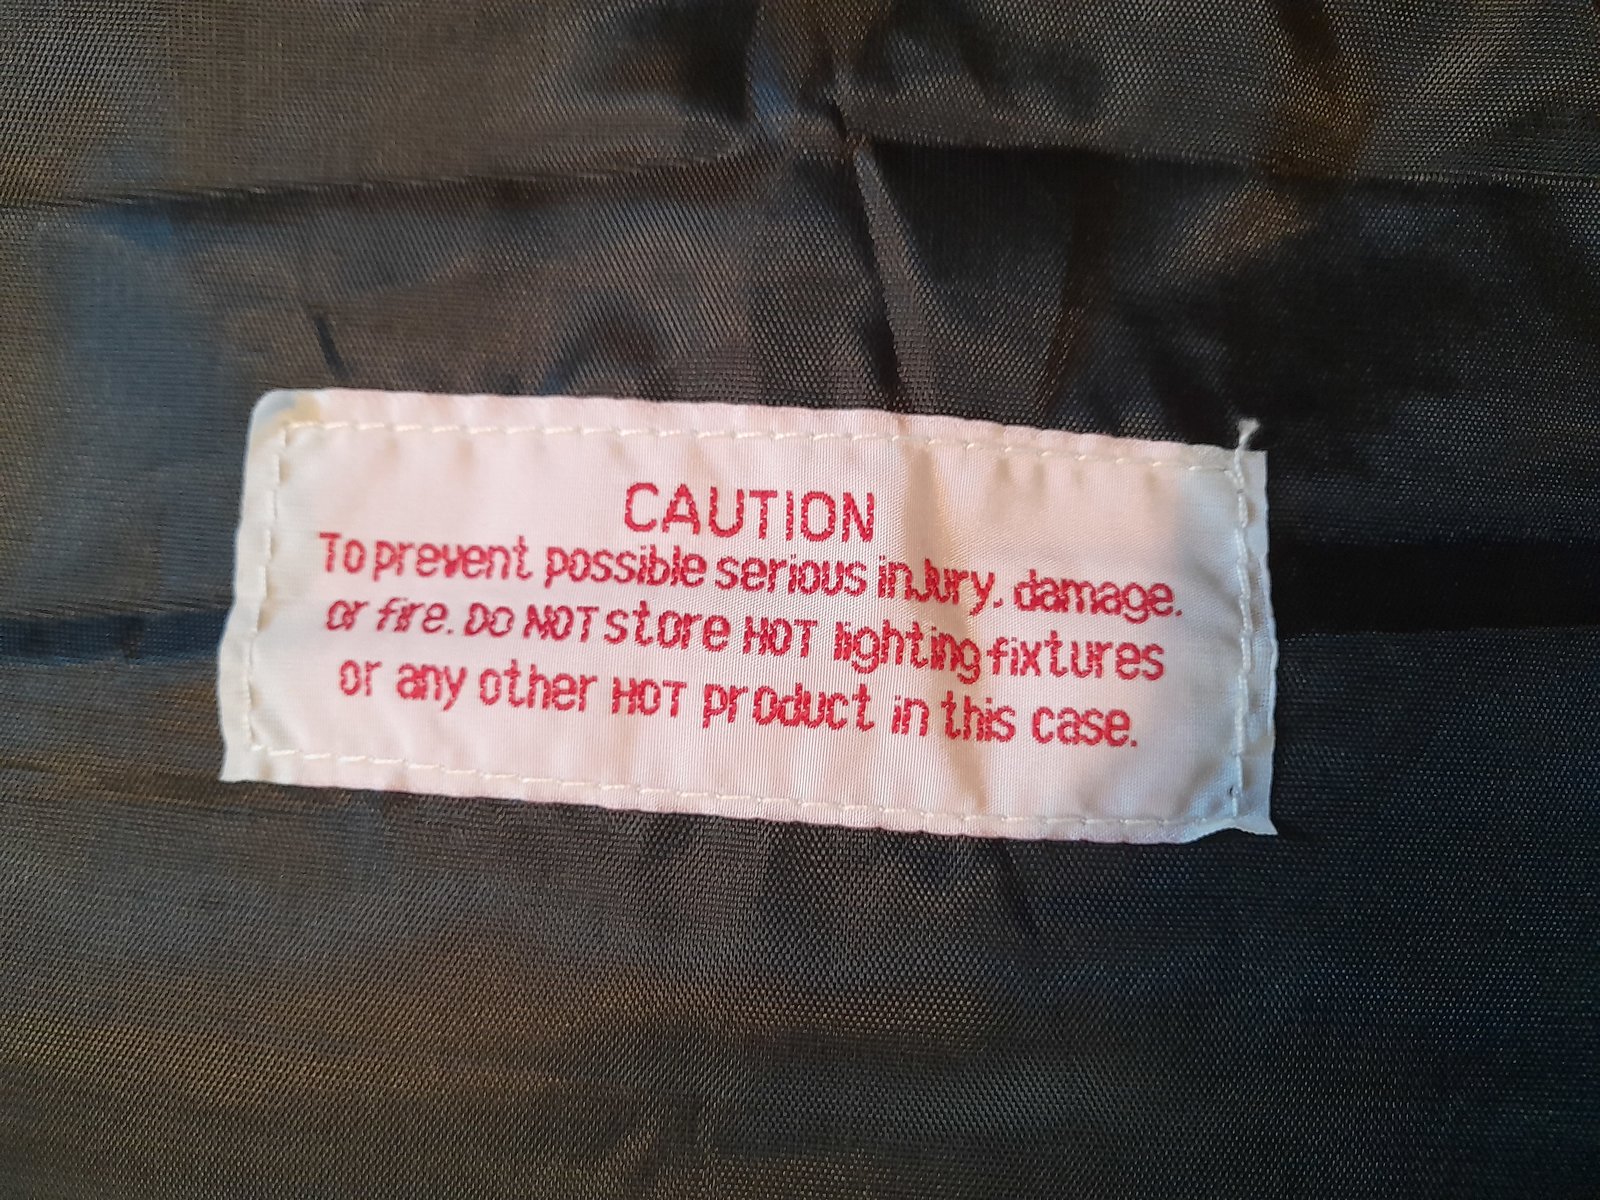 CAUTION
To prevent possible serious injury, damage,
or fire. DO NOT store HOT lighting fixtures
or any other HOT product in this case.